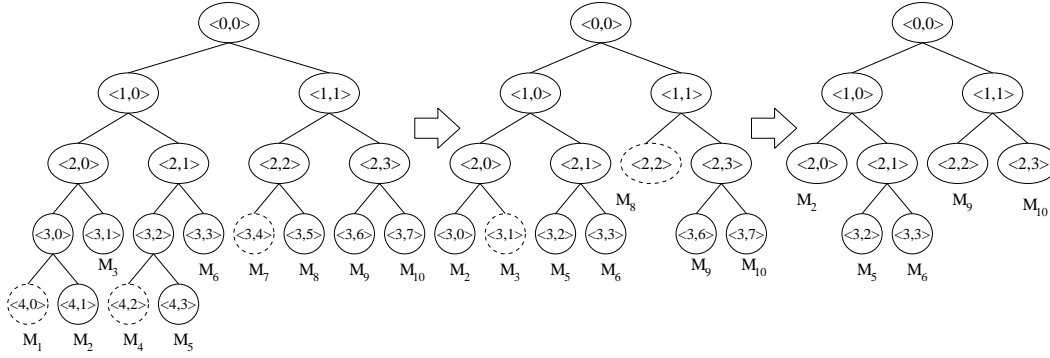 <0,0> <0,0> <0,0>
<1,0> <1,1> <1,0> <1,1> <1,0> <1,1>
<2,0> <2,1> <2,2> <2,3> <2,0> <2,1> <2,2> <2,3> <2,0> <2,1> <2,2> <2,3>
M8 M2 M9 M10
<3,0> <3,1> <3,2> <3,3> <3,4> <3,5> <3,6> <3,7> <3,0> <3,1> <3,2> <3,3> <3,6> <3,7> <3,2> <3,3>
M3 M6 M7 M8 M9 M10 M2 M3 M5 M6 M9 M10 M5 M6
<4,0> <4,1> <4,2> <4,3>
M1 M2 M4 M5